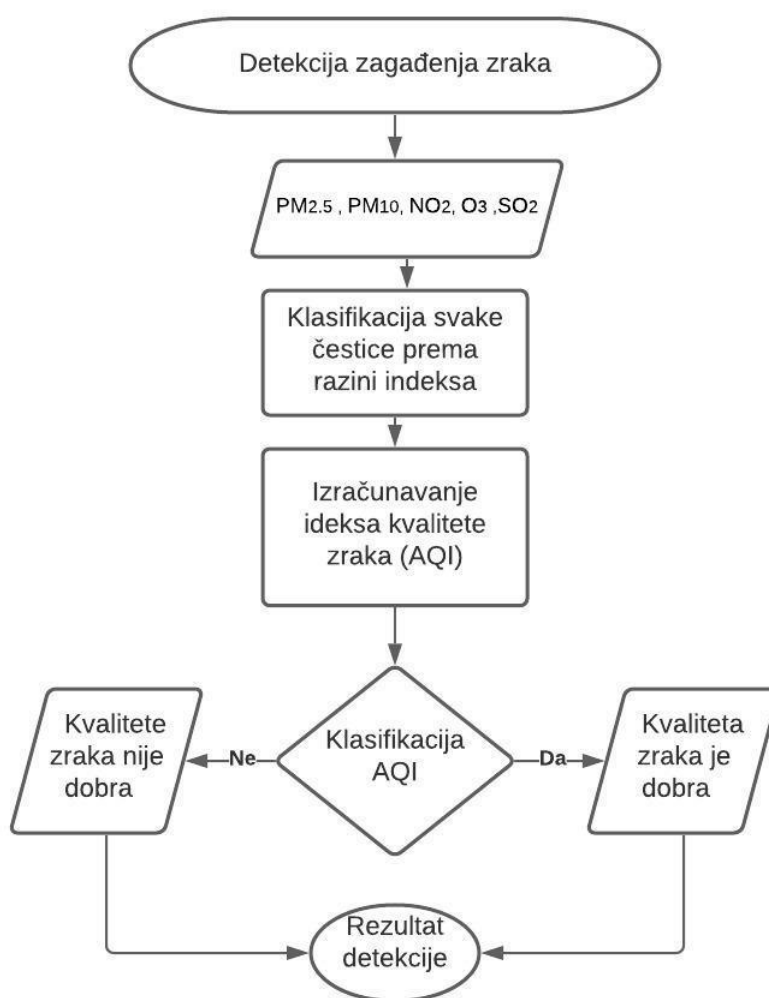 Detekcija zagađenja zraka
PM2.5 , PM10, NO2, O3 ,SO2
Klasifikacija svake
čestice prema
razini indeksa
Izračunavanje
ideksa kvalitete
zraka (AQI)
Klasifikacija
AQI
Ne
Da
Kvalitete
zraka nije
dobra
Kvaliteta
zraka je
dobra
Rezultat
detekcije